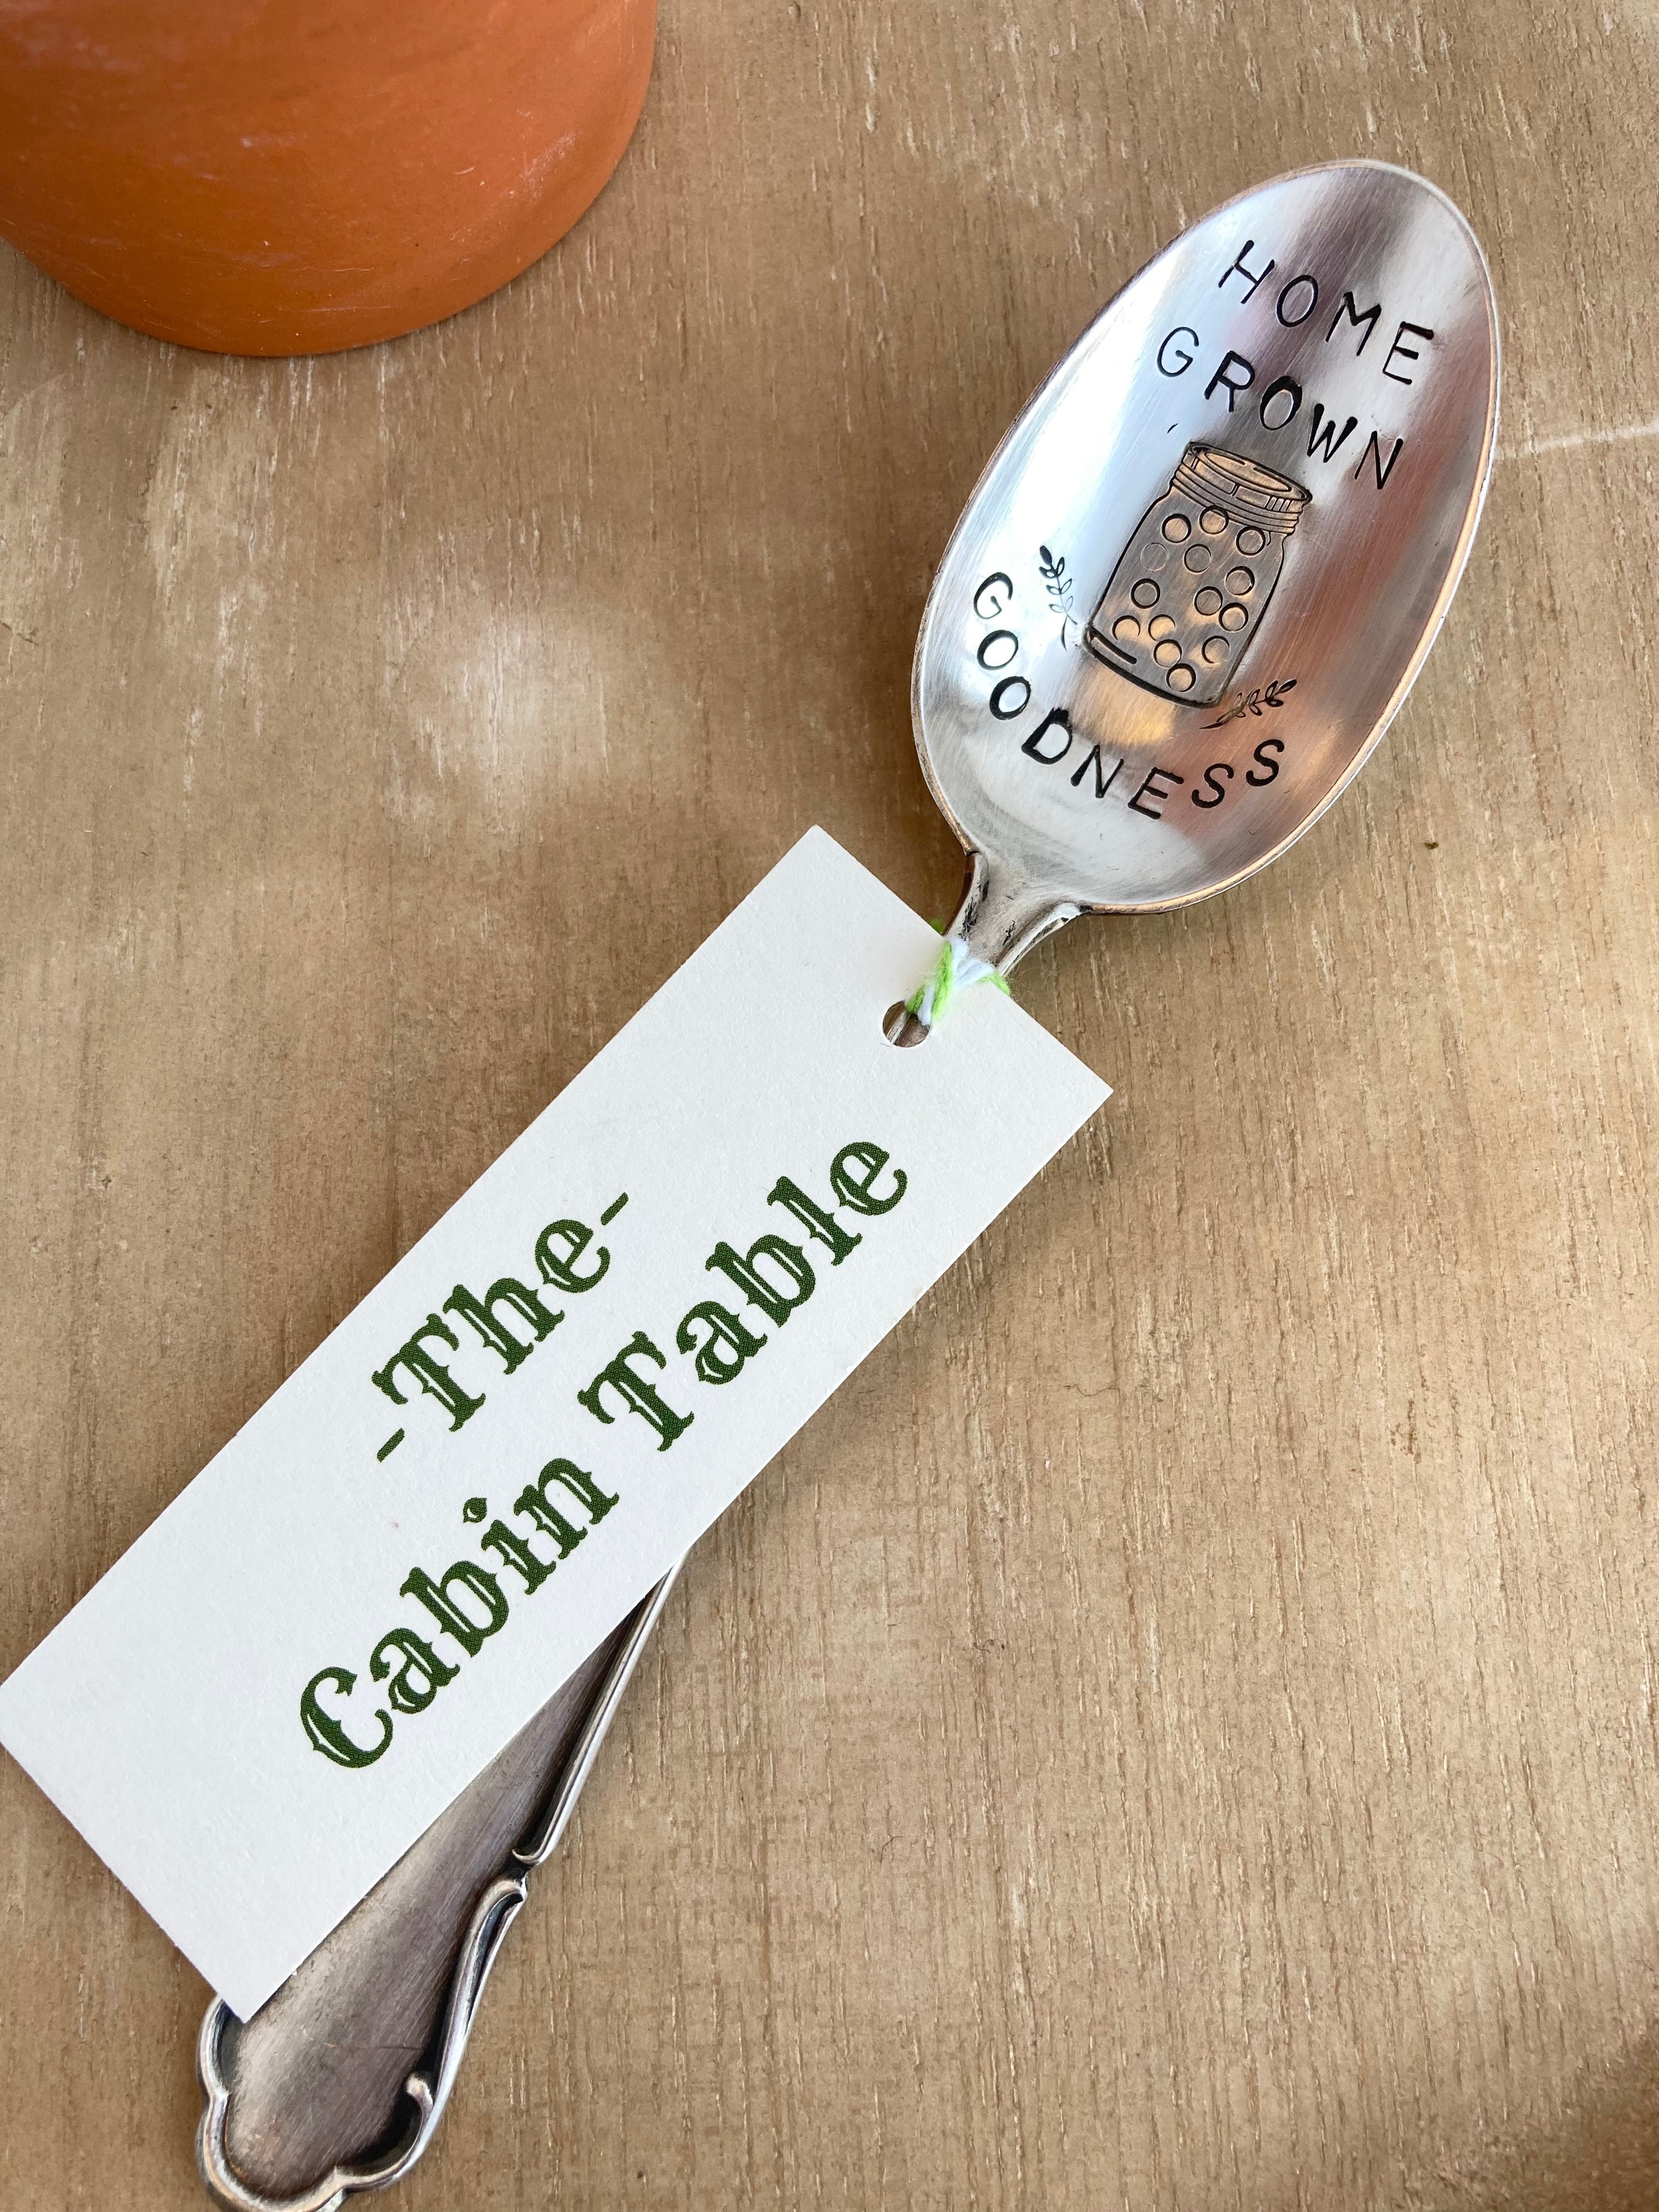 HOME
GROWN
GOODNESS
-The-
Cabin Table